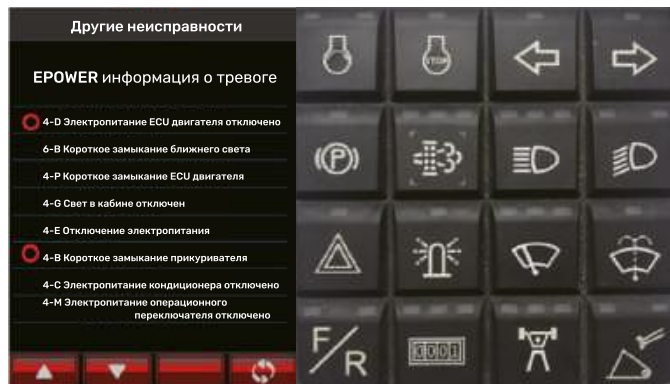 Другие неисправности
EPOWER информация о тревоге
4-D Электропитание ECU двигателя отключено
6-B Короткое замыкание ближнего света
4-P Короткое замыкание ECU двигателя
4-G Свет в кабине отключен
4-E Отключение электропитания
4-B Короткое замыкание прикуривателя
4-C Электропитание кондиционера отключено
4-M Электропитание операционного
переключателя отключено
STOP
(P)
F/R
0001